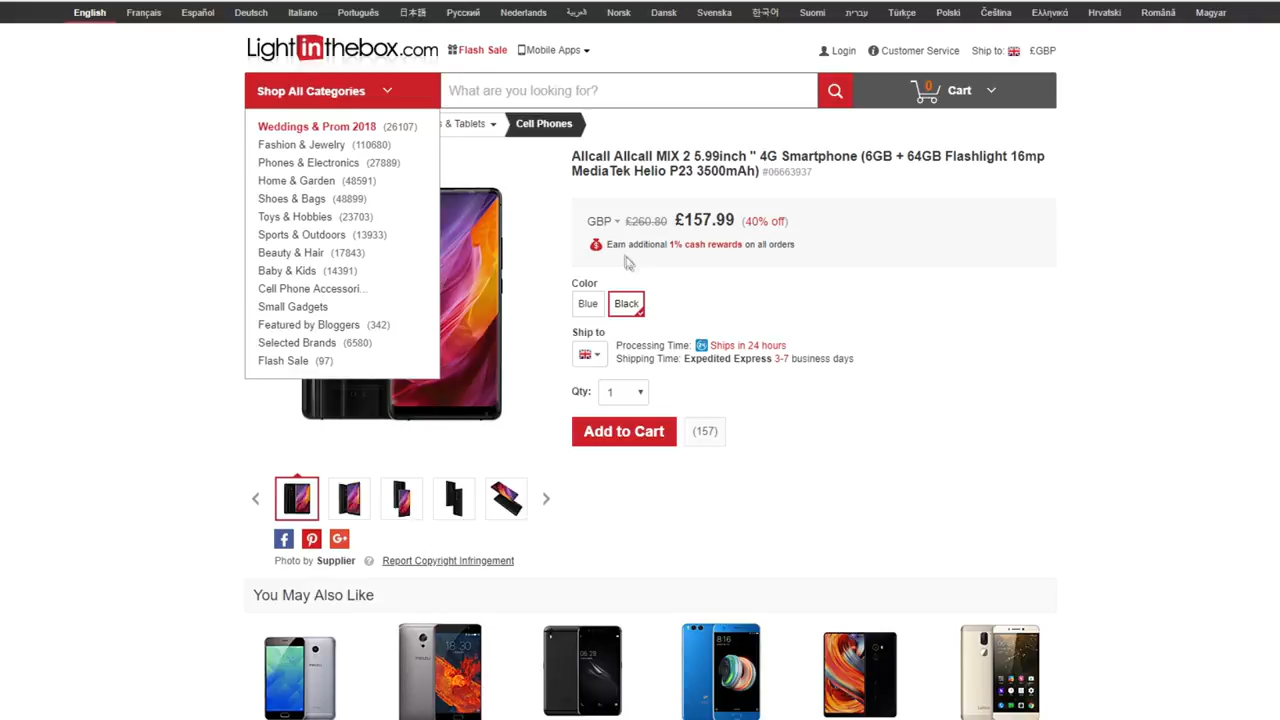 English Français Español Deutsch Italiano Português 日本語 Русский Nederlands العربية Norsk Dansk Svenska 한국어 Suomi עברית Türkçe Polski Čeština Ελληνικά Hrvatski Română Magyar
Lightinthebox.com Flash Sale Mobile Apps Login Customer Service Ship to: £GBP
Shop All Categories What are you looking for? 0 Cart
Weddings & Prom 2018 (26107)
Fashion & Jewelry (110680)
Phones & Electronics (27889)
Home & Garden (48591)
Shoes & Bags (48899)
Toys & Hobbies (23703)
Sports & Outdoors (13933)
Beauty & Hair (17843)
Baby & Kids (14391)
Cell Phone Accessori...
Small Gadgets
Featured by Bloggers (342)
Selected Brands (6580)
Flash Sale (97)
& Tablets Cell Phones
Allcall Allcall MIX 2 5.99inch " 4G Smartphone (6GB + 64GB Flashlight 16mp
MediaTek Helio P23 3500mAh) #06663937
GBP £260.80 £157.99 (40% off)
Earn additional 1% cash rewards on all orders
Color
Blue Black
Ship to
Processing Time: Ships in 24 hours
Shipping Time: Expedited Express 3-7 business days
Qty: 1
Add to Cart (157)
Photo by Supplier ? Report Copyright Infringement
You May Also Like